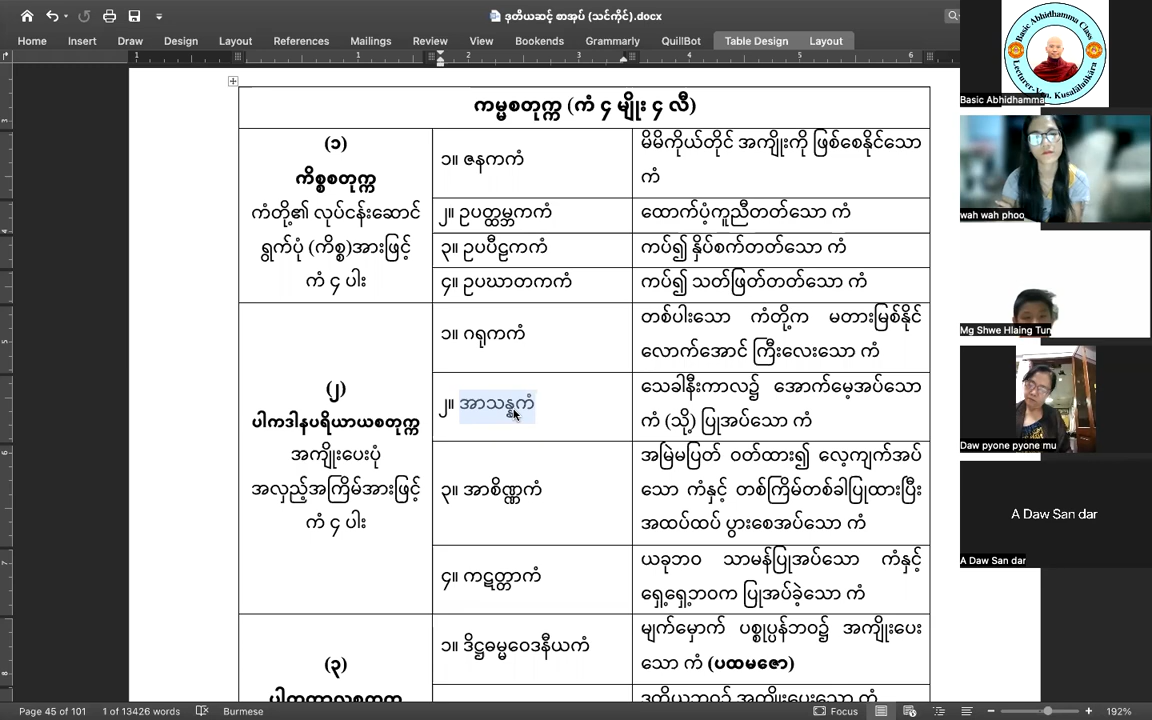 ဒုတိယဆင့် စာအုပ် (သင်ကိုင်).docx
Home Insert Draw Design Layout References Mailings Review View Bookends Grammarly QuillBot Table Design Layout
ကမ္မစတုက္က (ကံ ၄ မျိုး ၄ လီ)
(၁)
ကိစ္စစတုက္က
ကံတို့၏ လုပ်ငန်းဆောင်
ရွက်ပုံ (ကိစ္စ)အားဖြင့်
ကံ ၄ ပါး
၁။ ဇနကကံ
မိမိကိုယ်တိုင် အကျိုးကို ဖြစ်စေနိုင်သော
ကံ
၂။ ဥပတ္ထမ္ဘကကံ
ထောက်ပံ့ကူညီတတ်သော ကံ
၃။ ဥပပီဠကကံ
ကပ်၍ နှိပ်စက်တတ်သော ကံ
၄။ ဥပဃာတကကံ
ကပ်၍ သတ်ဖြတ်တတ်သော ကံ
(၂)
ပါကဒါနပရိယာယစတုက္က
အကျိုးပေးပုံ
အလှည့်အကြိမ်အားဖြင့်
ကံ ၄ ပါး
၁။ ဂရုကကံ
တစ်ပါးသော ကံတို့က မတားမြစ်နိုင်
လောက်အောင် ကြီးလေးသော ကံ
၂။ အာသန္နကံ
သေခါနီးကာလ၌ အောက်မေ့အပ်သော
ကံ (သို့) ပြုအပ်သော ကံ
၃။ အာစိဏ္ဏကံ
အမြဲမပြတ် ဝတ်ထား၍ လေ့ကျက်အပ်
သော ကံနှင့် တစ်ကြိမ်တစ်ခါပြုထားပြီး
အထပ်ထပ် ပွားစေအပ်သော ကံ
၄။ ကဋတ္တာကံ
ယခုဘဝ သာမန်ပြုအပ်သော ကံနှင့်
ရှေ့ရှေ့ဘဝက ပြုအပ်ခဲ့သော ကံ
(၃)
၁။ ဒိဋ္ဌဓမ္မဝေဒနီယကံ
မျက်မှောက် ပစ္စုပ္ပန်ဘဝ၌ အကျိုးပေး
သော ကံ (ပထမဇော)
Page 45 of 101 1 of 13426 words Burmese Focus 192%
Basic Abhidhamma Class
Lecturer-Ven. Kusalālaṅkāra
Basic Abhidhamma
wah wah phoo
Mg Shwe Hlaing Tun
Daw pyone pyone mu
A Daw San dar
A Daw San dar